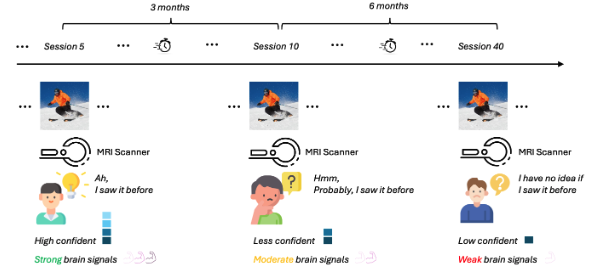 3 months
6 months
••• Session 5 ••• ••• Session 10 ••• ••• Session 40 •••
••• ••• ••• ••• ••• •••
MRI Scanner
MRI Scanner
MRI Scanner
Ah,
I saw it before
?
Hmm,
Probably, I saw it before
?
I have no idea if
I saw it before
High confident
Less confident
Low confident
Strong brain signals
Moderate brain signals
Weak brain signals